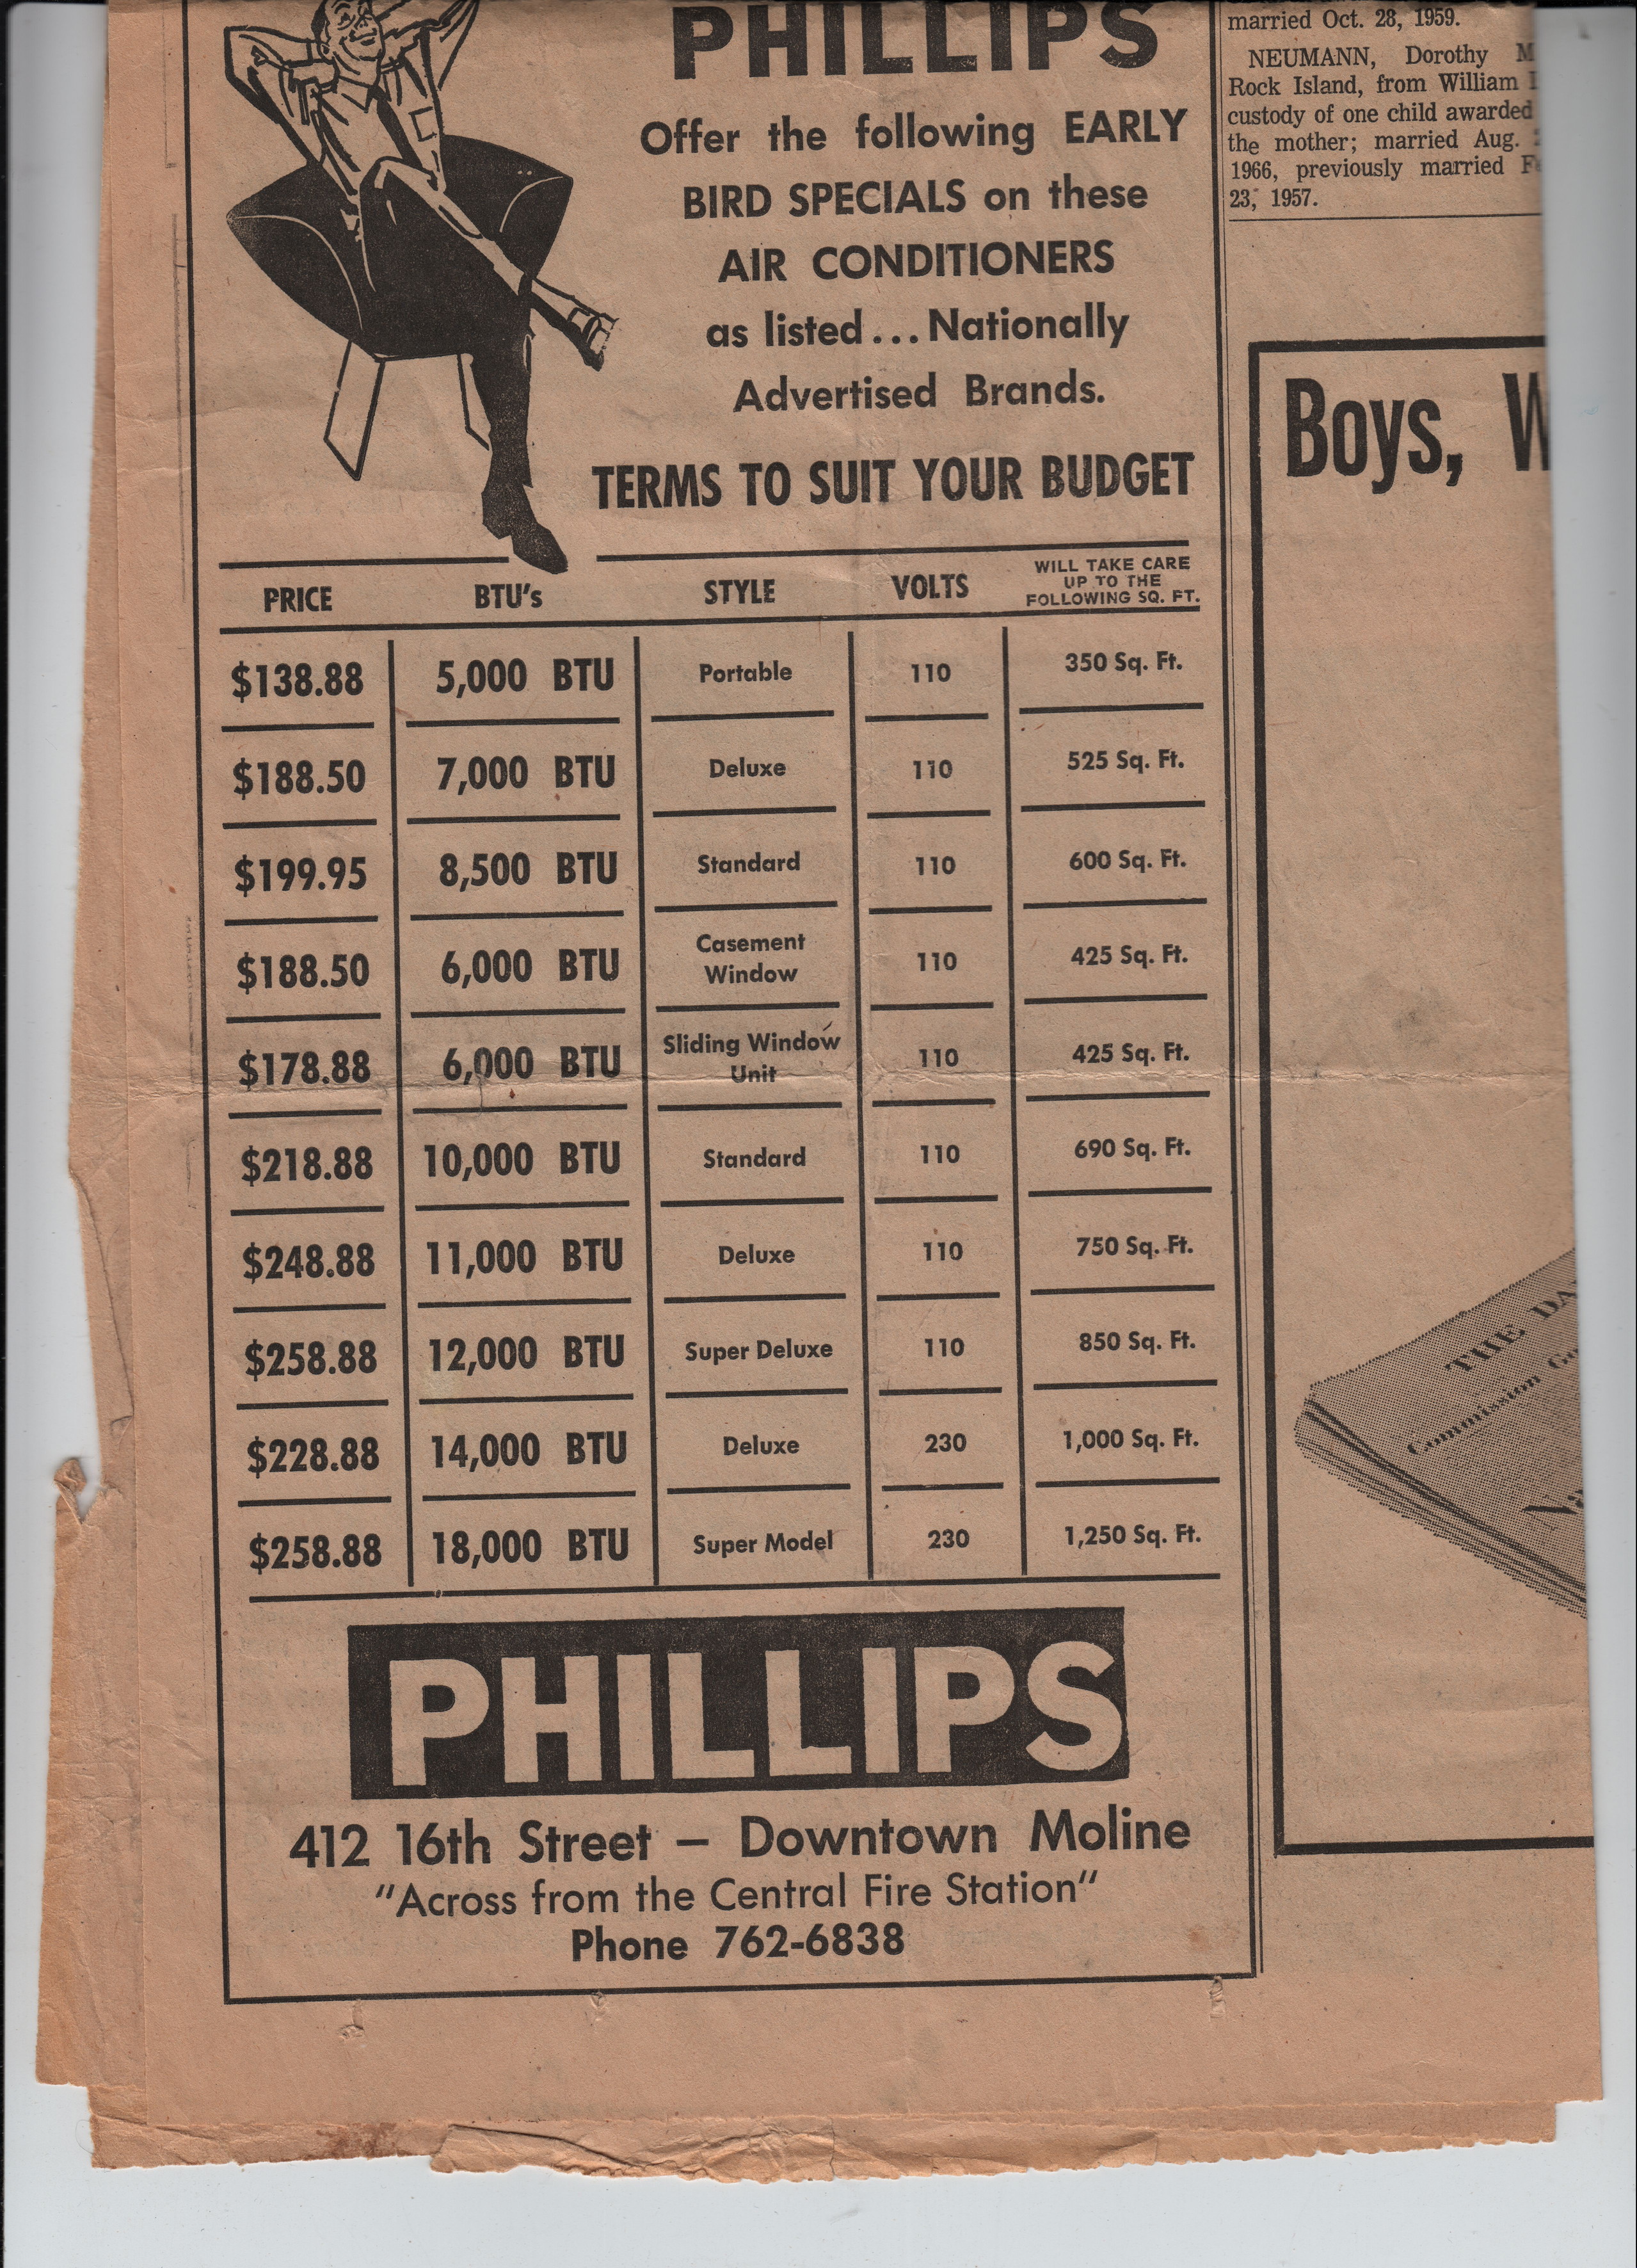 PHILLIPS
Offer the following EARLY
BIRD SPECIALS on these
AIR CONDITIONERS
as listed... Nationally
Advertised Brands.
TERMS TO SUIT YOUR BUDGET
PRICE BTU's STYLE VOLTS WILL TAKE CARE
UP TO THE
FOLLOWING SQ. FT.
$138.88 5,000 BTU Portable 110 350 Sq. Ft.
$188.50 7,000 BTU Deluxe 110 525 Sq. Ft.
$199.95 8,500 BTU Standard 110 600 Sq. Ft.
$188.50 6,000 BTU Casement
Window 110 425 Sq. Ft.
$178.88 6,000 BTU Sliding Window
Unit 110 425 Sq. Ft.
$218.88 10,000 BTU Standard 110 690 Sq. Ft.
$248.88 11,000 BTU Deluxe 110 750 Sq. Ft.
$258.88 12,000 BTU Super Deluxe 110 850 Sq. Ft.
$228.88 14,000 BTU Deluxe 230 1,000 Sq. Ft.
$258.88 18,000 BTU Super Model 230 1,250 Sq. Ft.
PHILLIPS
412 16th Street – Downtown Moline
"Across from the Central Fire Station"
Phone 762-6838
married Oct. 28, 1959.
NEUMANN, Dorothy M
Rock Island, from William
custody of one child awarded
the mother; married Aug.
1966, previously married
23, 1957.
Boys, W
THE DA
Commission Go